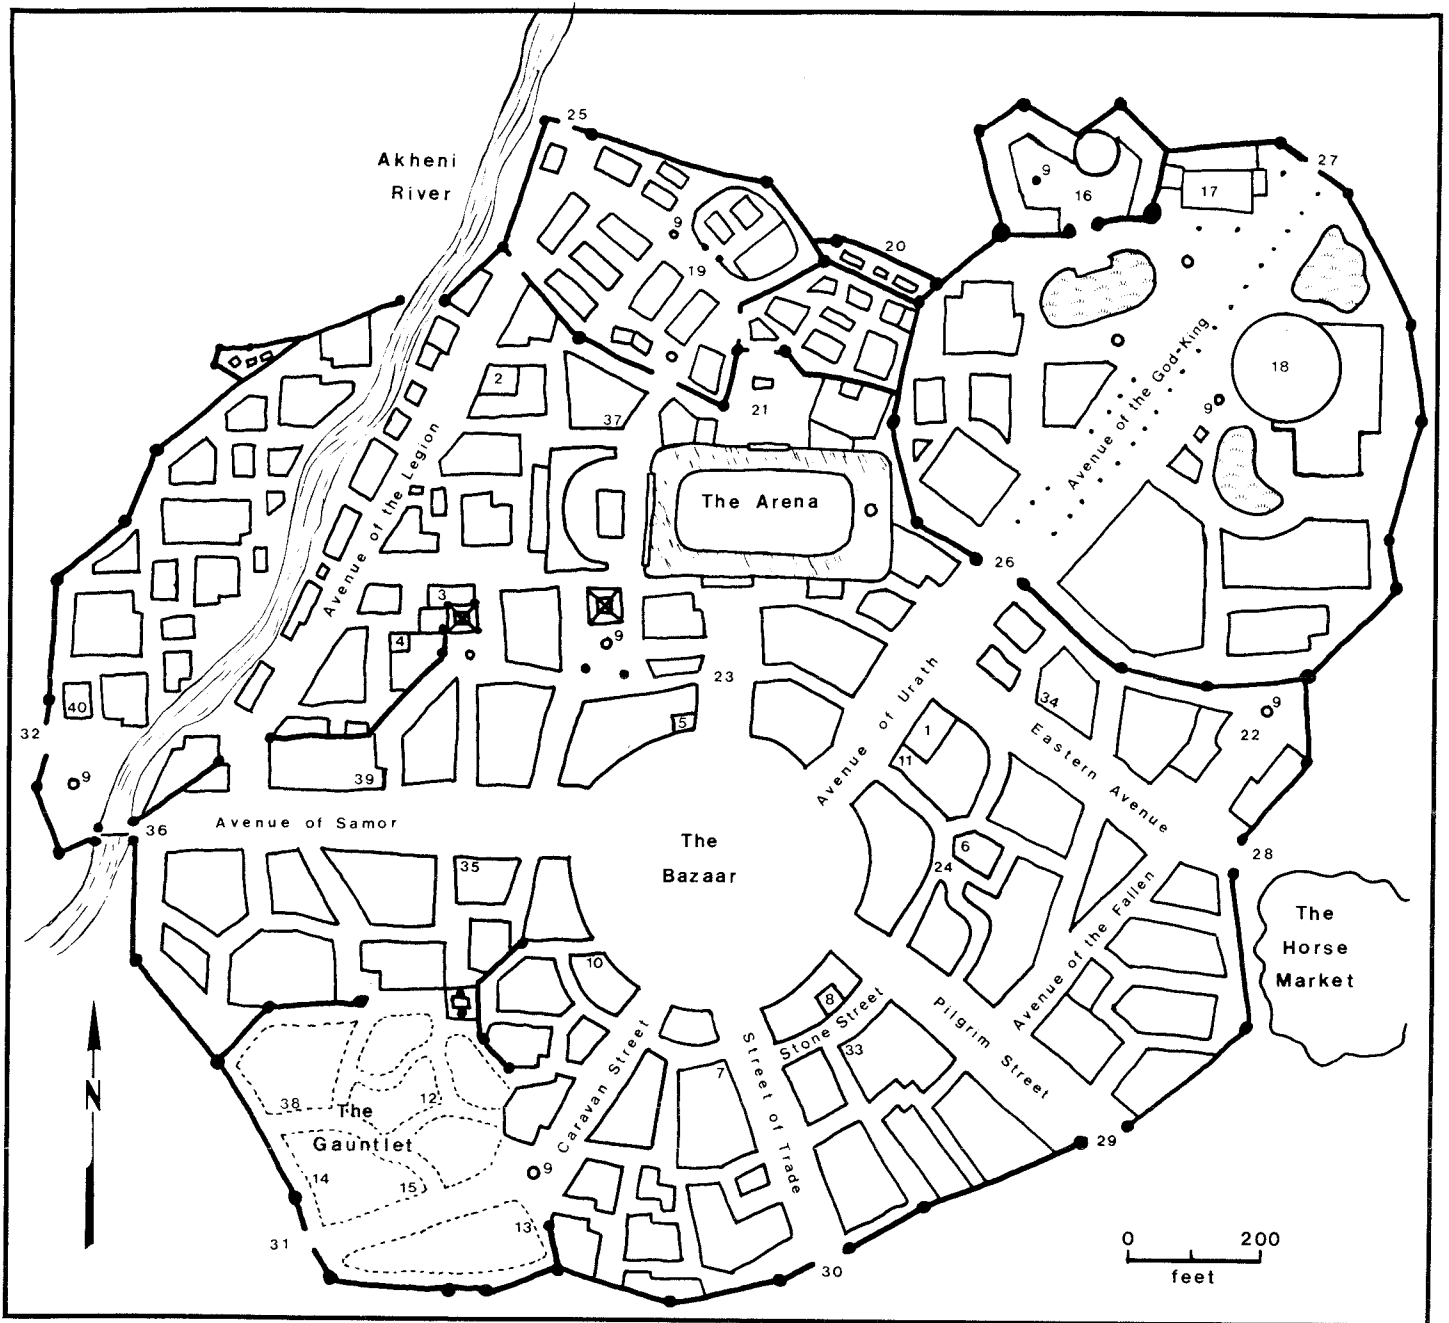 25
Akheni
River
9
16
17
27
9
19
20
2
37
21
18
9
Avenue of the God-King
Avenue of the Legion
The Arena
26
3
4
9
23
5
40
32
9
34
9
22
1
11
Avenue of Urath
Eastern Avenue
39
36
Avenue of Samor
The
Bazaar
35
6
24
28
Avenue of the Fallen
The
Horse
Market
10
8
Stone Street
Pilgrim Street
33
7
Street of Trade
Caravan Street
38
12
The
Gauntlet
14
15
9
13
31
29
30
N
0 200
feet